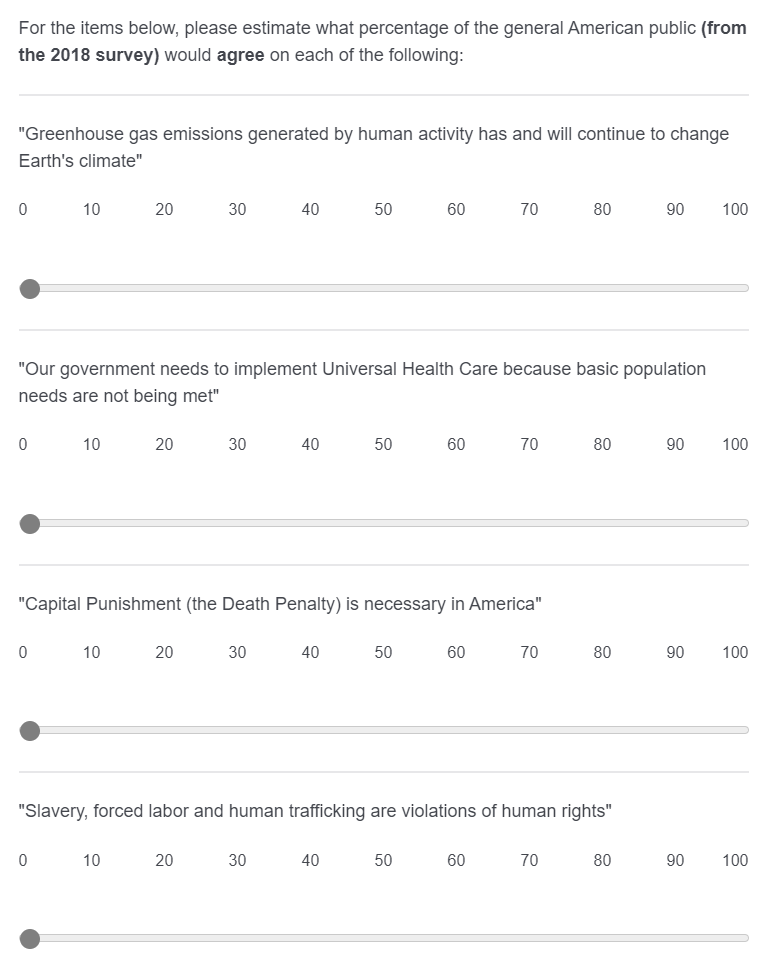 For the items below, please estimate what percentage of the general American public (from
the 2018 survey) would agree on each of the following:
"Greenhouse gas emissions generated by human activity has and will continue to change
Earth's climate"
0 10 20 30 40 50 60 70 80 90 100
"Our government needs to implement Universal Health Care because basic population
needs are not being met"
0 10 20 30 40 50 60 70 80 90 100
"Capital Punishment (the Death Penalty) is necessary in America"
0 10 20 30 40 50 60 70 80 90 100
"Slavery, forced labor and human trafficking are violations of human rights"
0 10 20 30 40 50 60 70 80 90 100